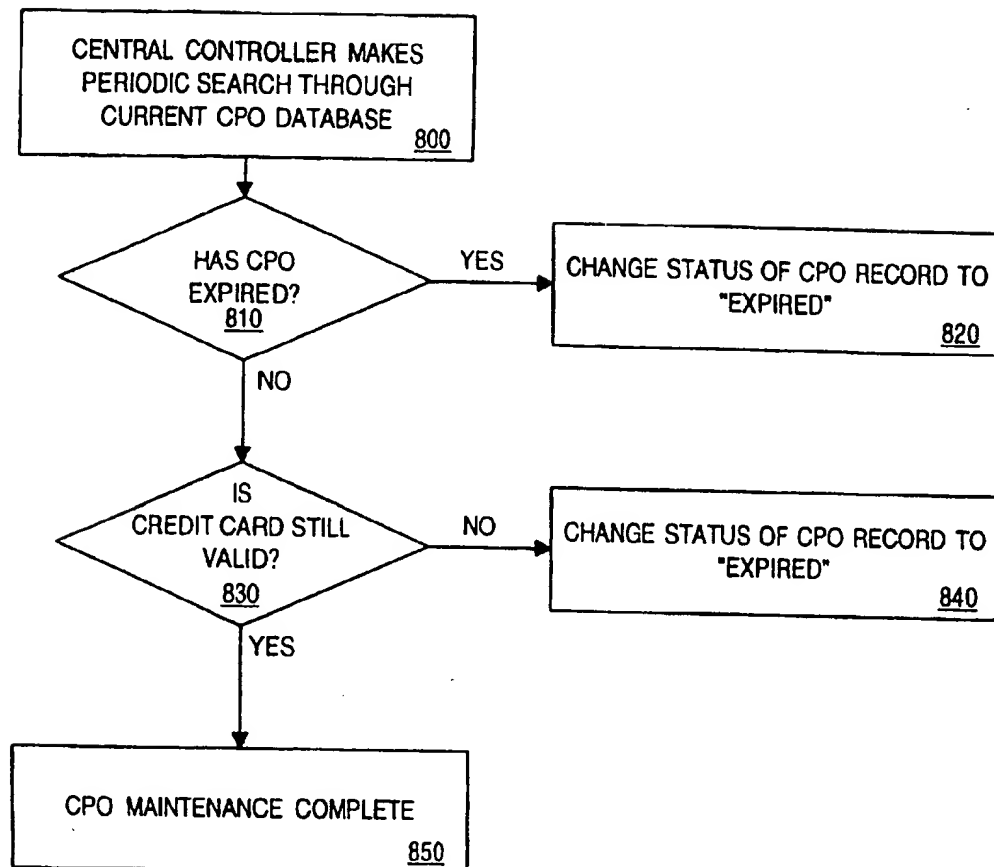 CENTRAL CONTROLLER MAKES
PERIODIC SEARCH THROUGH
CURRENT CPO DATABASE
800
HAS CPO
EXPIRED?
810
YES
CHANGE STATUS OF CPO RECORD TO
"EXPIRED"
820
NO
IS
CREDIT CARD STILL
VALID?
830
NO
CHANGE STATUS OF CPO RECORD TO
"EXPIRED"
840
YES
CPO MAINTENANCE COMPLETE
850